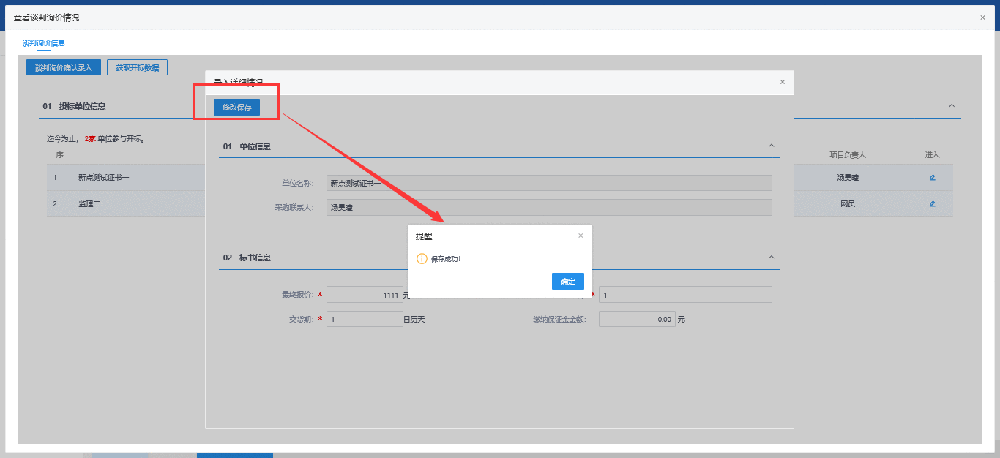 查看谈判询价情况
谈判询价信息
谈判询价确认录入 获取开标数据
录入详细情况
修改保存
01 投标单位信息
迄今为止，2家 单位参与开标。
序 项目负责人 进入
1 新点测试证书一 汤昊曈
2 监理二 网员
01 单位信息
单位名称： 新点测试证书一
采购联系人： 汤昊曈
提醒
保存成功！
确定
02 标书信息
最终报价： * 1111 元 * 1
交货期： * 11 日历天 缴纳保证金金额： 0.00 元